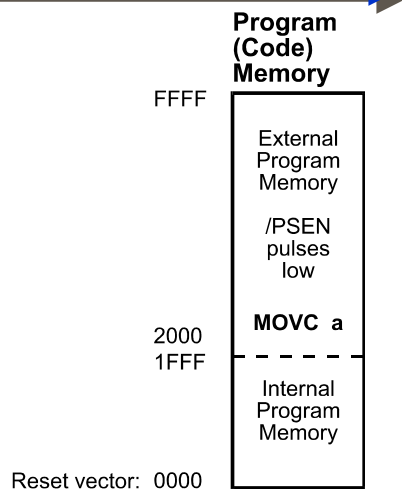 Program
(Code)
Memory
FFFF
External
Program
Memory
/PSEN
pulses
low
MOVC a
2000
1FFF
Internal
Program
Memory
Reset vector: 0000